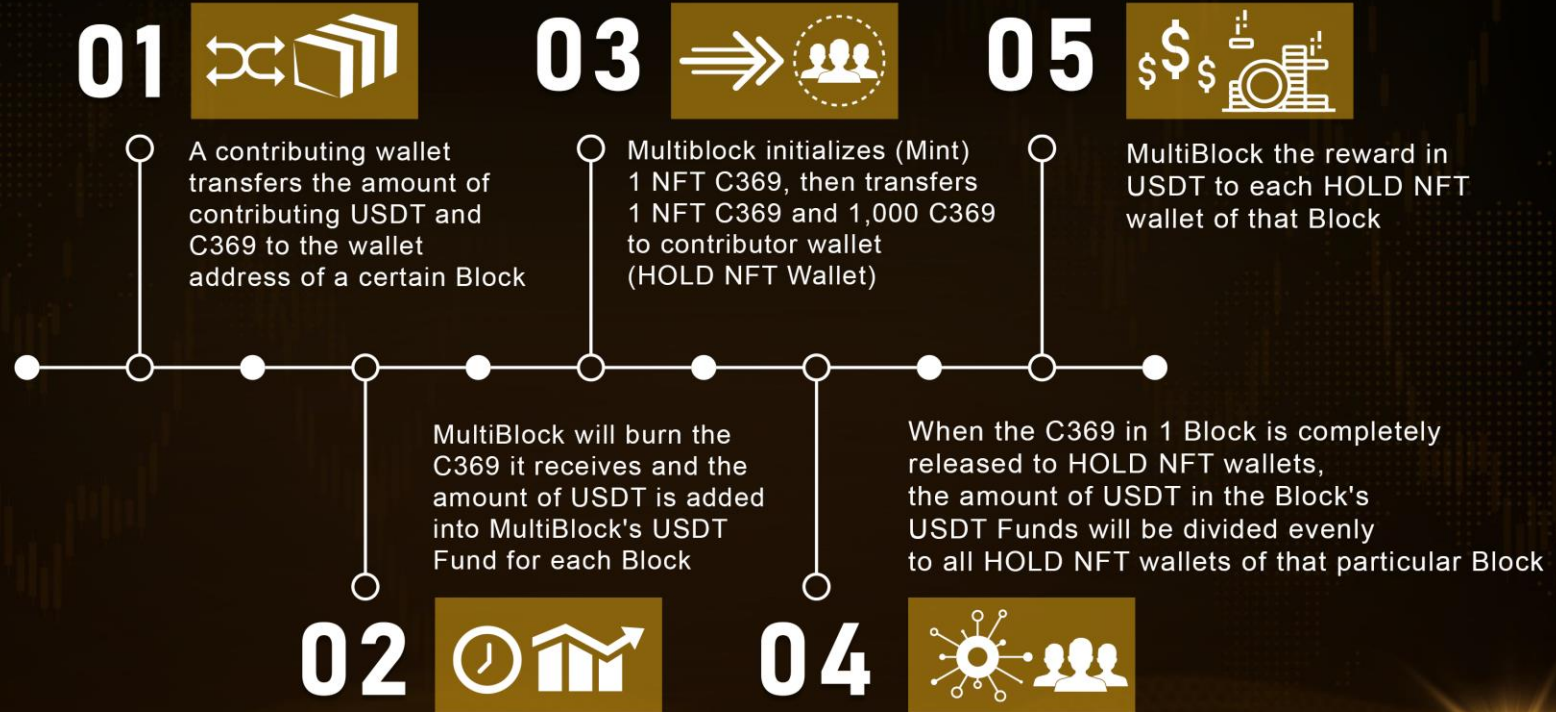 01
A contributing wallet
transfers the amount of
contributing USDT and
C369 to the wallet
address of a certain Block
02
MultiBlock will burn the
C369 it receives and the
amount of USDT is added
into MultiBlock's USDT
Fund for each Block
03
Multiblock initializes (Mint)
1 NFT C369, then transfers
1 NFT C369 and 1,000 C369
to contributor wallet
(HOLD NFT Wallet)
04
When the C369 in 1 Block is completely
released to HOLD NFT wallets,
the amount of USDT in the Block's
USDT Funds will be divided evenly
to all HOLD NFT wallets of that particular Block
05
$$$
MultiBlock the reward in
USDT to each HOLD NFT
wallet of that Block